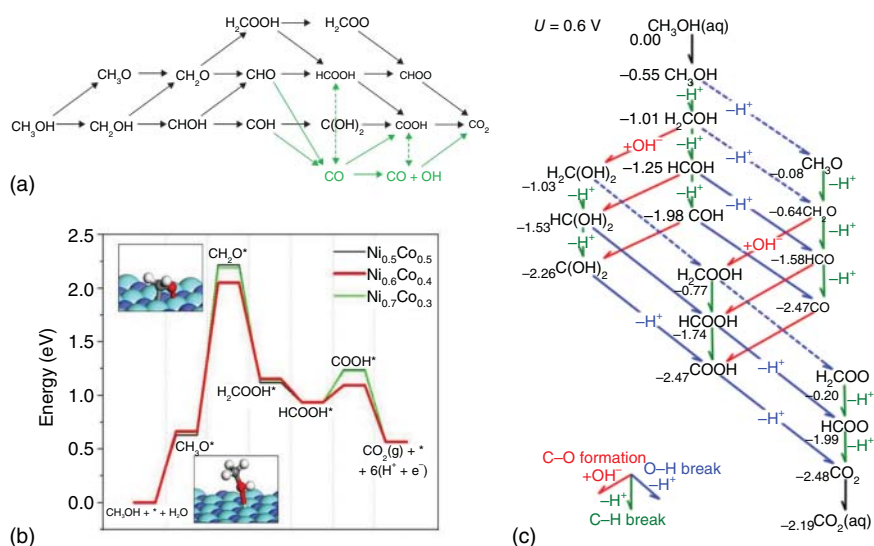 H₂COOH H₂COO
CH₃O CH₂O CHO HCOOH CHOO
CH₃OH CH₂OH CHOH COH C(OH)₂ COOH CO₂
CO CO + OH
(a)
2.5
2.0
1.5
1.0
0.5
0.0
Energy (eV)
CH₂O*
Ni₀.₅Co₀.₅
Ni₀.₆Co₀.₄
Ni₀.₇Co₀.₃
COOH*
H₂COOH*
HCOOH*
CH₃O*
CO₂(g) + *
+ 6(H⁺ + e⁻)
CH₃OH + * + H₂O
(b)
U = 0.6 V
CH₃OH(aq)
0.00
−0.55 CH₃OH
−H⁺ −H⁺
−1.01 H₂COH
+OH⁻ −H⁺ −H⁺
H₂C(OH)₂ −1.25 HCOH CH₃O
−1.03 −0.08
−H⁺ −H⁺ −H⁺ −H⁺
−1.53 HC(OH)₂ −1.98 COH −0.64 CH₂O
−H⁺ +OH⁻ −H⁺
−2.26 C(OH)₂ H₂COOH −1.58 HCO
−0.77 −H⁺
−2.47 CO
−H⁺ HCOOH
−1.74
COOH −H⁺
−2.47 H₂COO
−0.20
−H⁺ −H⁺
HCOO
−1.99 −H⁺
C–O formation O–H break
+OH⁻ −H⁺ −H⁺
C–H break
−2.48 CO₂
−2.19 CO₂(aq)
(c)